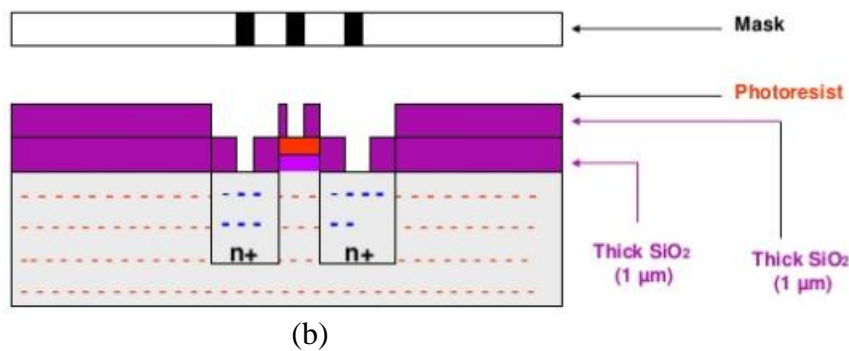 Mask
Photoresist
n+
n+
Thick SiO₂
(1 μm)
Thick SiO₂
(1 μm)
(b)